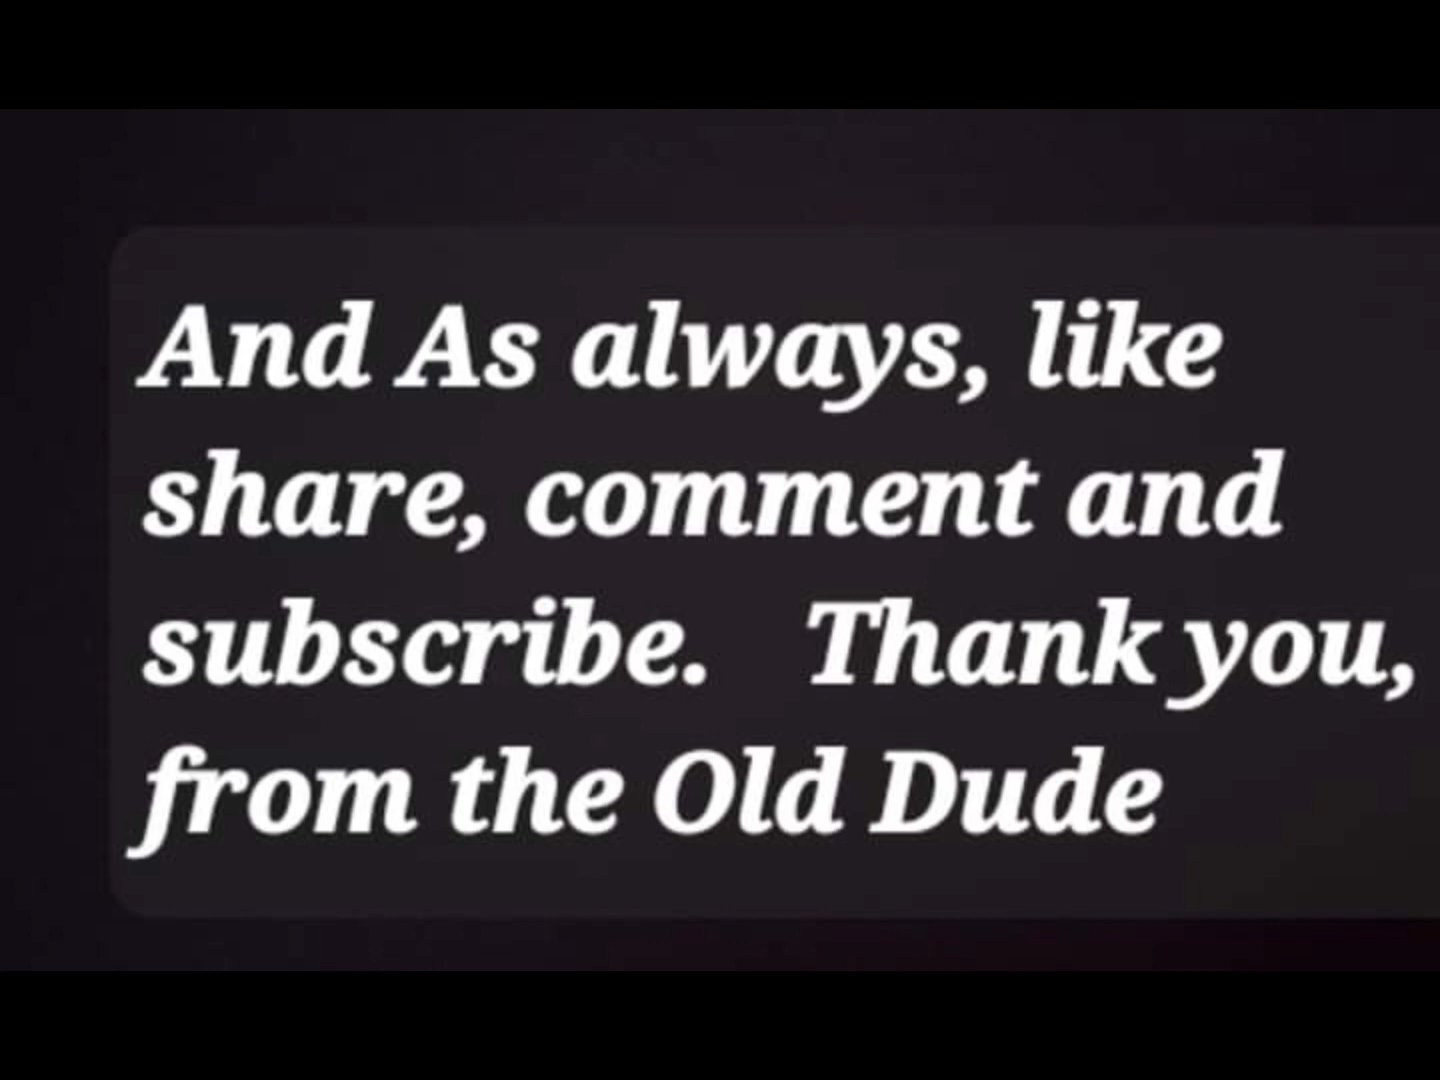 And As always, like
share, comment and
subscribe.   Thank you,
from the Old Dude